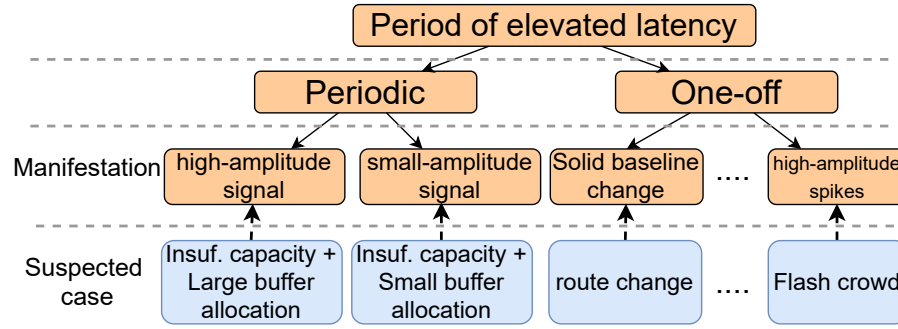 Period of elevated latency
Periodic
One-off
Manifestation
high-amplitude
signal
small-amplitude
signal
Solid baseline
change
....
high-amplitude
spikes
Suspected
case
Insuf. capacity +
Large buffer
allocation
Insuf. capacity +
Small buffer
allocation
route change
....
Flash crowd